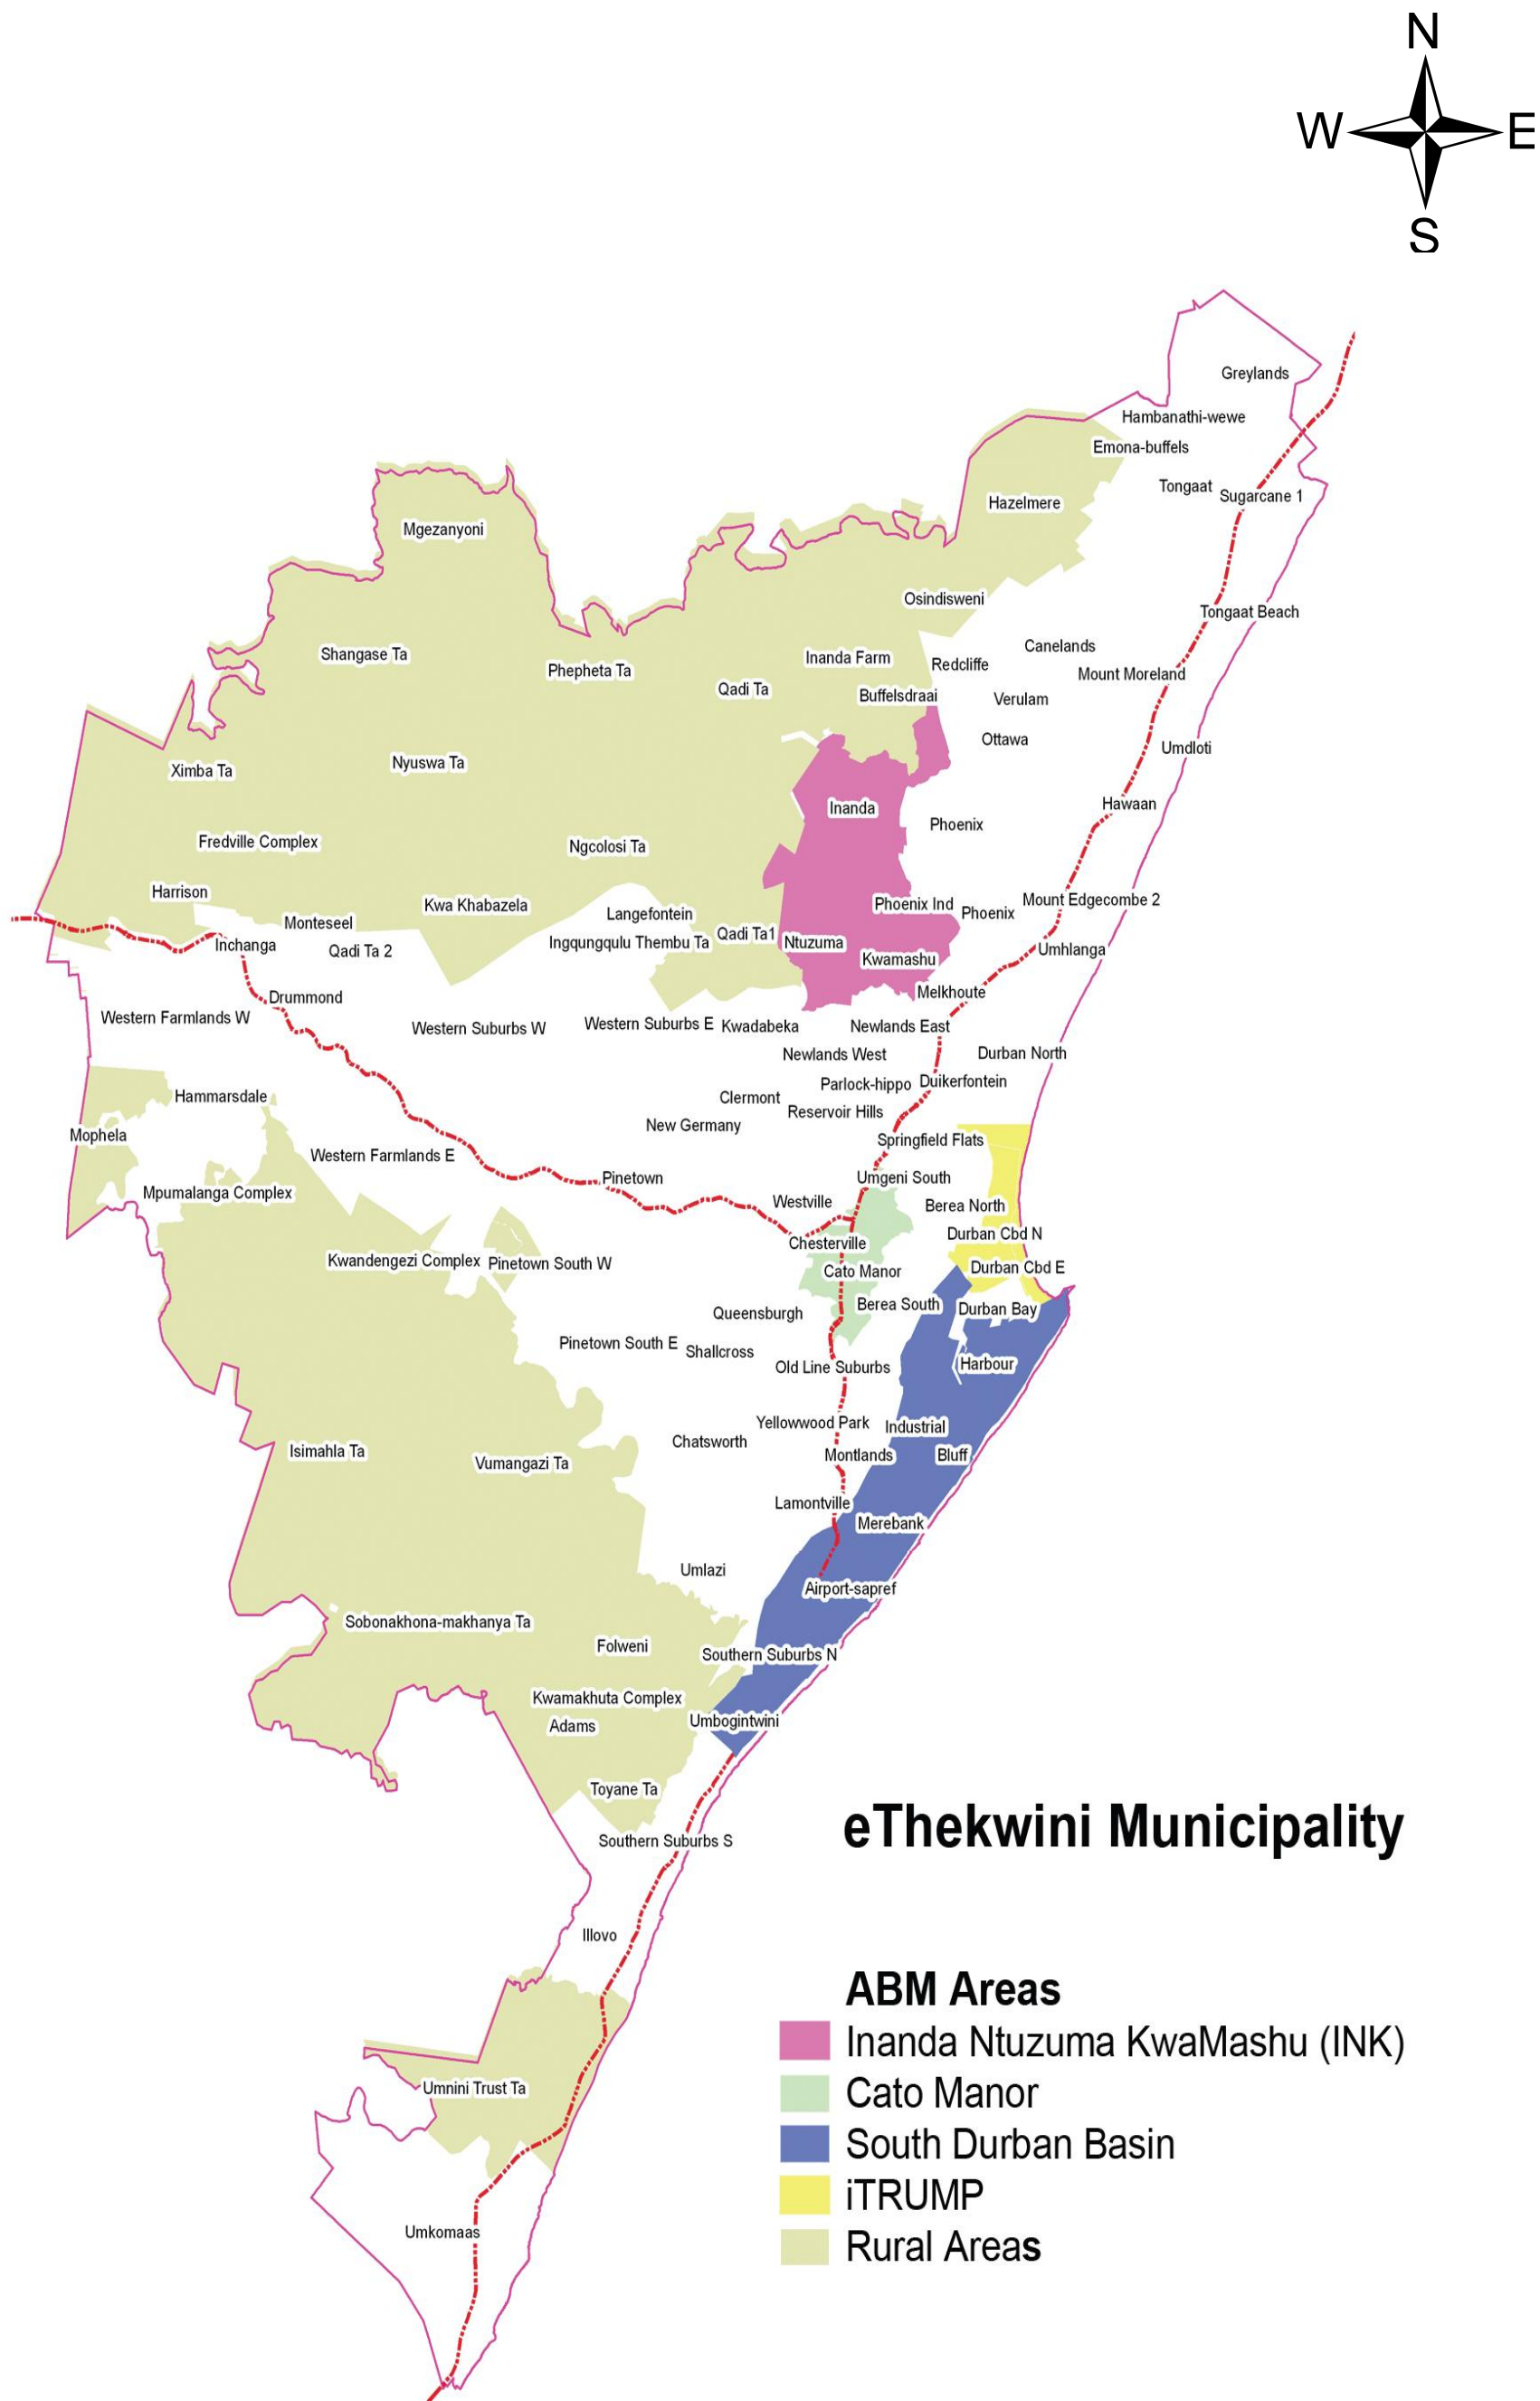 N
W
E
S
Greylands
Hambanathi-wewe
Emona-buffels
Tongaat
Sugarcane 1
Hazelmere
Mgezanyoni
Osindisweni
Tongaat Beach
Shangase Ta
Phepheta Ta
Inanda Farm
Redcliffe
Canelands
Mount Moreland
Qadi Ta
Buffelsdraai
Verulam
Ottawa
Umdloti
Ximba Ta
Nyuswa Ta
Inanda
Hawaan
Phoenix
Fredville Complex
Ngcolosi Ta
Harrison
Kwa Khabazela
Phoenix Ind
Mount Edgecombe 2
Monteseel
Langefontein
Phoenix
Inchanga
Qadi Ta 2
Ingqungqulu Thembu Ta
Qadi Ta1
Ntuzuma
Kwamashu
Umhlanga
Drummond
Melkhoute
Western Farmlands W
Western Suburbs W
Western Suburbs E
Kwadabeka
Newlands East
Newlands West
Durban North
Hammarsdale
Clermont
Parlock-hippo
Duikerfontein
Reservoir Hills
Mophela
New Germany
Springfield Flats
Western Farmlands E
Pinetown
Umgeni South
Mpumalanga Complex
Westville
Berea North
Chesterville
Durban Cbd N
Kwandengezi Complex
Pinetown South W
Cato Manor
Durban Cbd E
Queensburgh
Berea South
Durban Bay
Pinetown South E
Shallcross
Old Line Suburbs
Harbour
Yellowwood Park
Industrial
Isimahla Ta
Vumangazi Ta
Chatsworth
Montlands
Bluff
Lamontville
Merebank
Umlazi
Airport-sapref
Sobonakhona-makhanya Ta
Folweni
Southern Suburbs N
Kwamakhuta Complex
Adams
Umbogintwini
Toyane Ta
Southern Suburbs S
eThekwini Municipality
Illovo
Umnini Trust Ta
Umkomaas
ABM Areas
Inanda Ntuzuma KwaMashu (INK)
Cato Manor
South Durban Basin
iTRUMP
Rural Areas